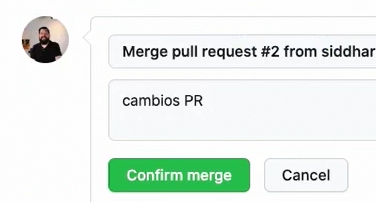 Merge pull request #2 from siddhar
cambios PR
Confirm merge
Cancel